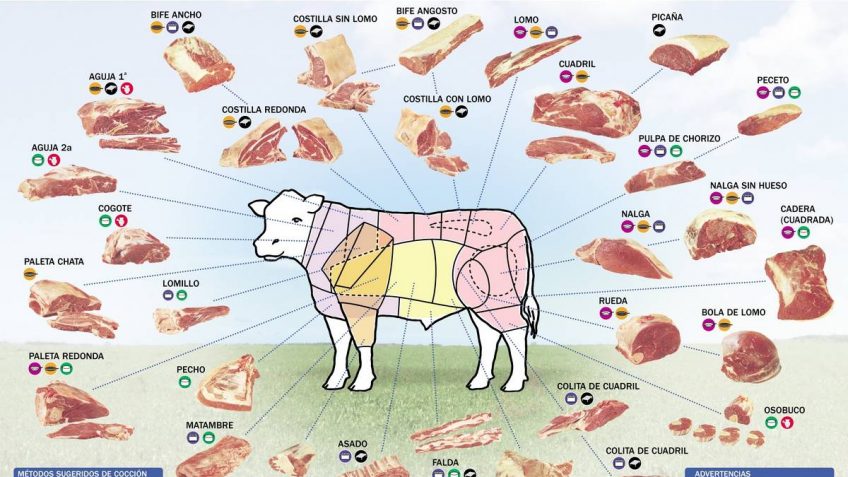 BIFE ANCHO
COSTILLA SIN LOMO
BIFE ANGOSTO
LOMO
PICAÑA
CUADRIL
AGUJA 1ª
PECETO
COSTILLA REDONDA
COSTILLA CON LOMO
PULPA DE CHORIZO
AGUJA 2a
NALGA SIN HUESO
COGOTE
NALGA
CADERA
(CUADRADA)
PALETA CHATA
LOMILLO
RUEDA
BOLA DE LOMO
PALETA REDONDA
PECHO
COLITA DE CUADRIL
OSOBUCO
MATAMBRE
ASADO
FALDA
COLITA DE CUADRIL
MÉTODOS SUGERIDOS DE COCCIÓN
ADVERTENCIAS